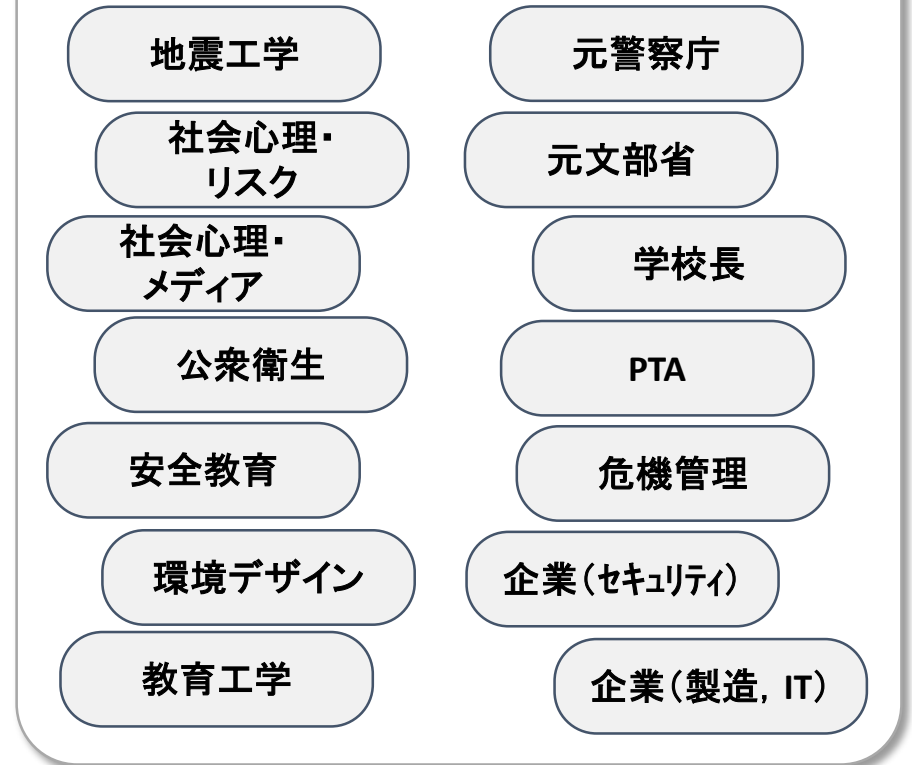 地震工学
社会心理・
リスク
社会心理・
メディア
公衆衛生
安全教育
環境デザイン
教育工学
元警察庁
元文部省
学校長
PTA
危機管理
企業（セキュリティ）
企業（製造，IT）